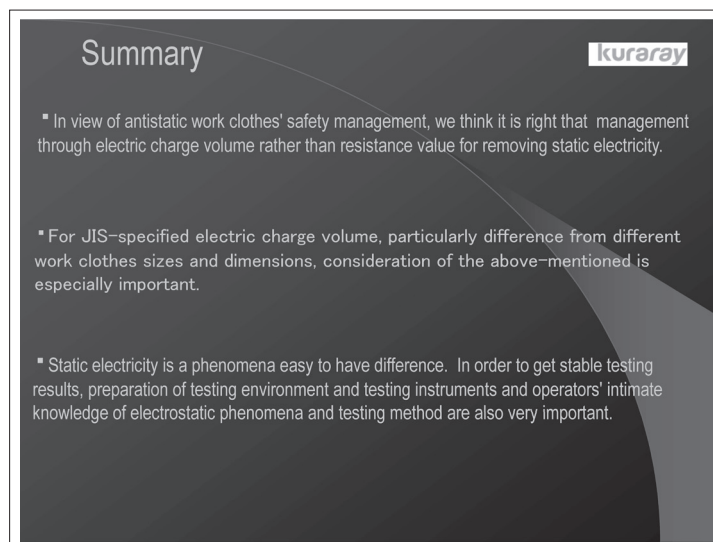 Summary
kuraray
▪ In view of antistatic work clothes' safety management, we think it is right that management
through electric charge volume rather than resistance value for removing static electricity.
▪ For JIS-specified electric charge volume, particularly difference from different
work clothes sizes and dimensions, consideration of the above-mentioned is
especially important.
▪ Static electricity is a phenomena easy to have difference. In order to get stable testing
results, preparation of testing environment and testing instruments and operators' intimate
knowledge of electrostatic phenomena and testing method are also very important.